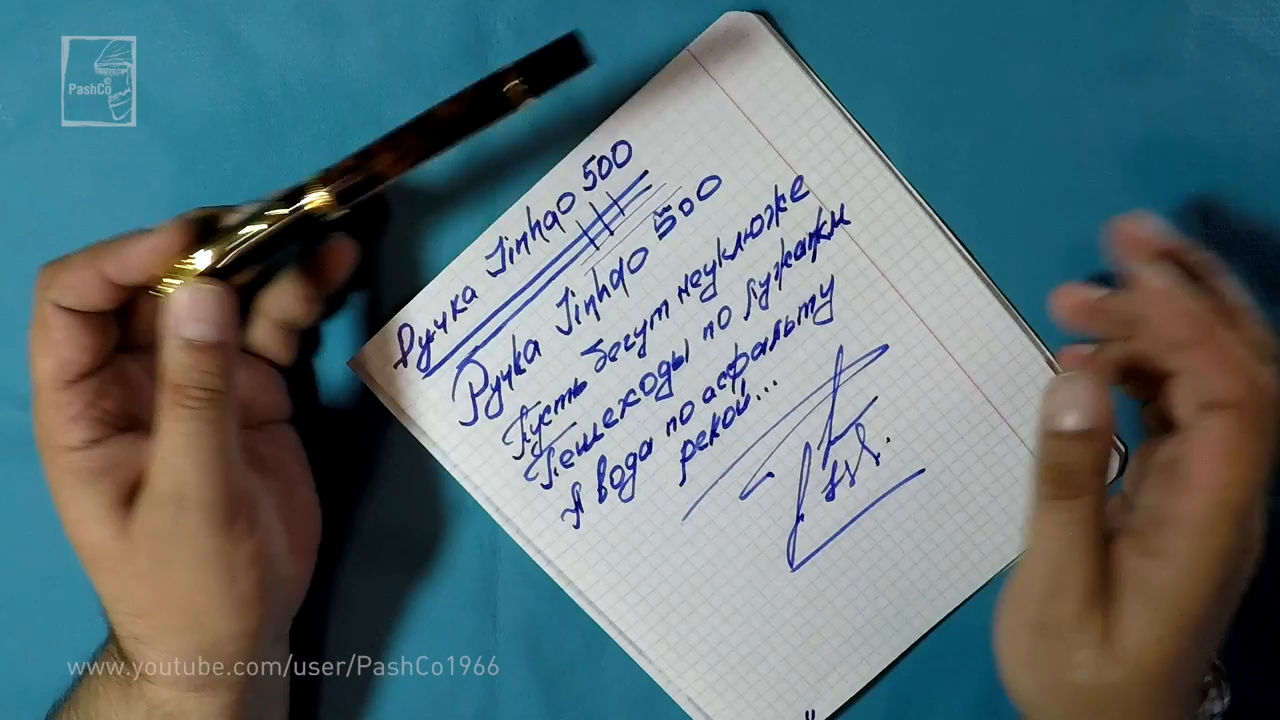 PashCo
Ручка Jinhao 500
Ручка Jinhao 500
Пусть бегут неуклюже
Пешеходы по лужам
А вода по асфальту
рекой...
www.youtube.com/user/PashCo1966